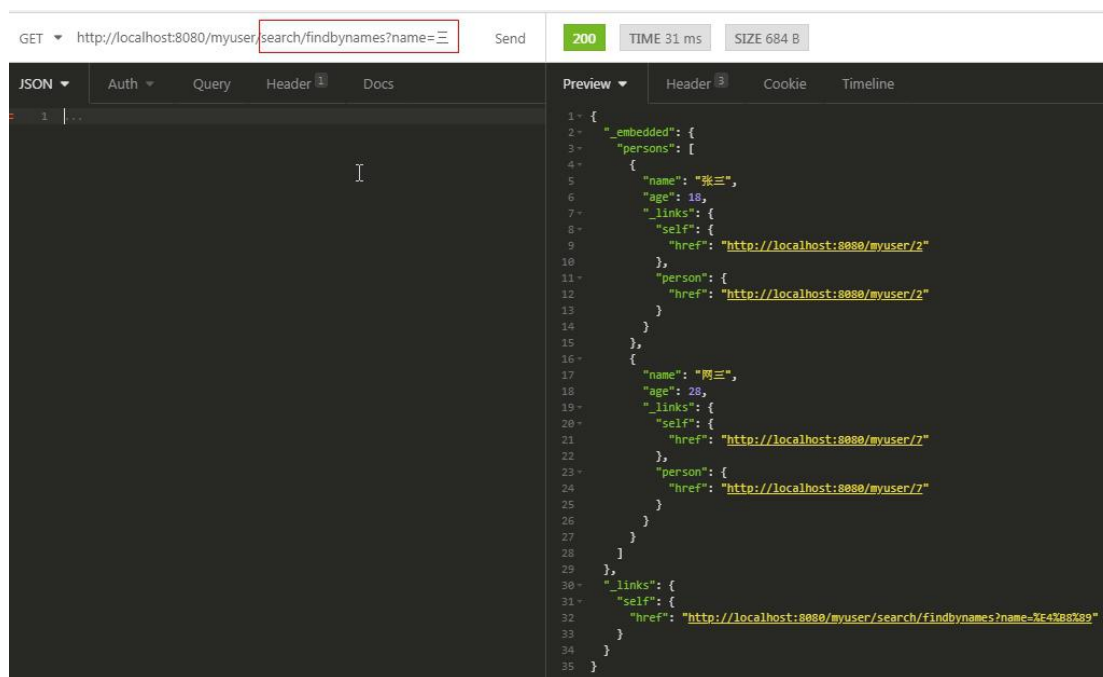 GET http://localhost:8080/myuser/search/findbynames?name=三 Send
200 TIME 31 ms SIZE 684 B
JSON Auth Query Header 1 Docs
Preview Header 3 Cookie Timeline
1 ...
1 {
2 "_embedded": {
3 "persons": [
4 {
5 "name": "张三",
6 "age": 18,
7 "_links": {
8 "self": {
9 "href": "http://localhost:8080/myuser/2"
10 },
11 "person": {
12 "href": "http://localhost:8080/myuser/2"
13 }
14 }
15 },
16 {
17 "name": "网三",
18 "age": 28,
19 "_links": {
20 "self": {
21 "href": "http://localhost:8080/myuser/7"
22 },
23 "person": {
24 "href": "http://localhost:8080/myuser/7"
25 }
26 }
27 }
28 ]
29 },
30 "_links": {
31 "self": {
32 "href": "http://localhost:8080/myuser/search/findbynames?name=%E4%B8%89"
33 }
34 }
35 }